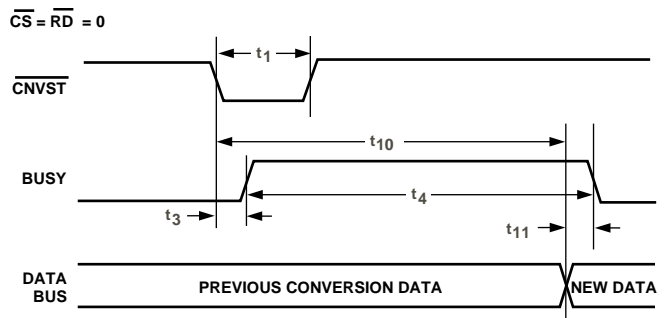 CS = RD = 0
t1
CNVST
t10
BUSY
t4
t3
t11
DATA
BUS
PREVIOUS CONVERSION DATA
NEW DATA